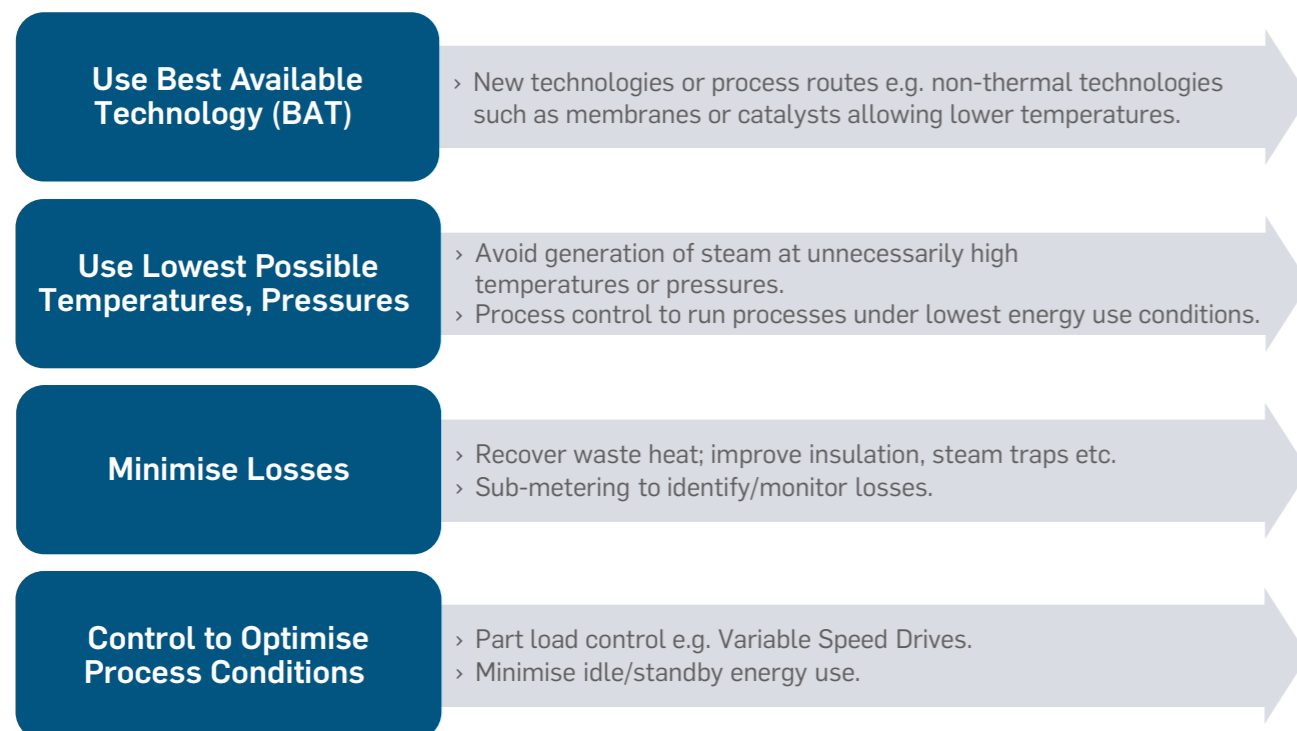 Use Best Available
Technology (BAT)
› New technologies or process routes e.g. non-thermal technologies
such as membranes or catalysts allowing lower temperatures.
Use Lowest Possible
Temperatures, Pressures
› Avoid generation of steam at unnecessarily high
temperatures or pressures.
› Process control to run processes under lowest energy use conditions.
Minimise Losses
› Recover waste heat; improve insulation, steam traps etc.
› Sub-metering to identify/monitor losses.
Control to Optimise
Process Conditions
› Part load control e.g. Variable Speed Drives.
› Minimise idle/standby energy use.